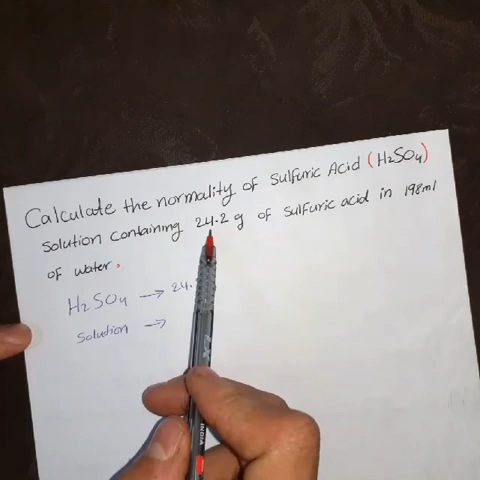 Calculate the normality of Sulfuric Acid (H2SO4)
Solution containing 24.2 g of sulfuric acid in 198ml
of water.
H2SO4 → 24.
Solution →
INDIA